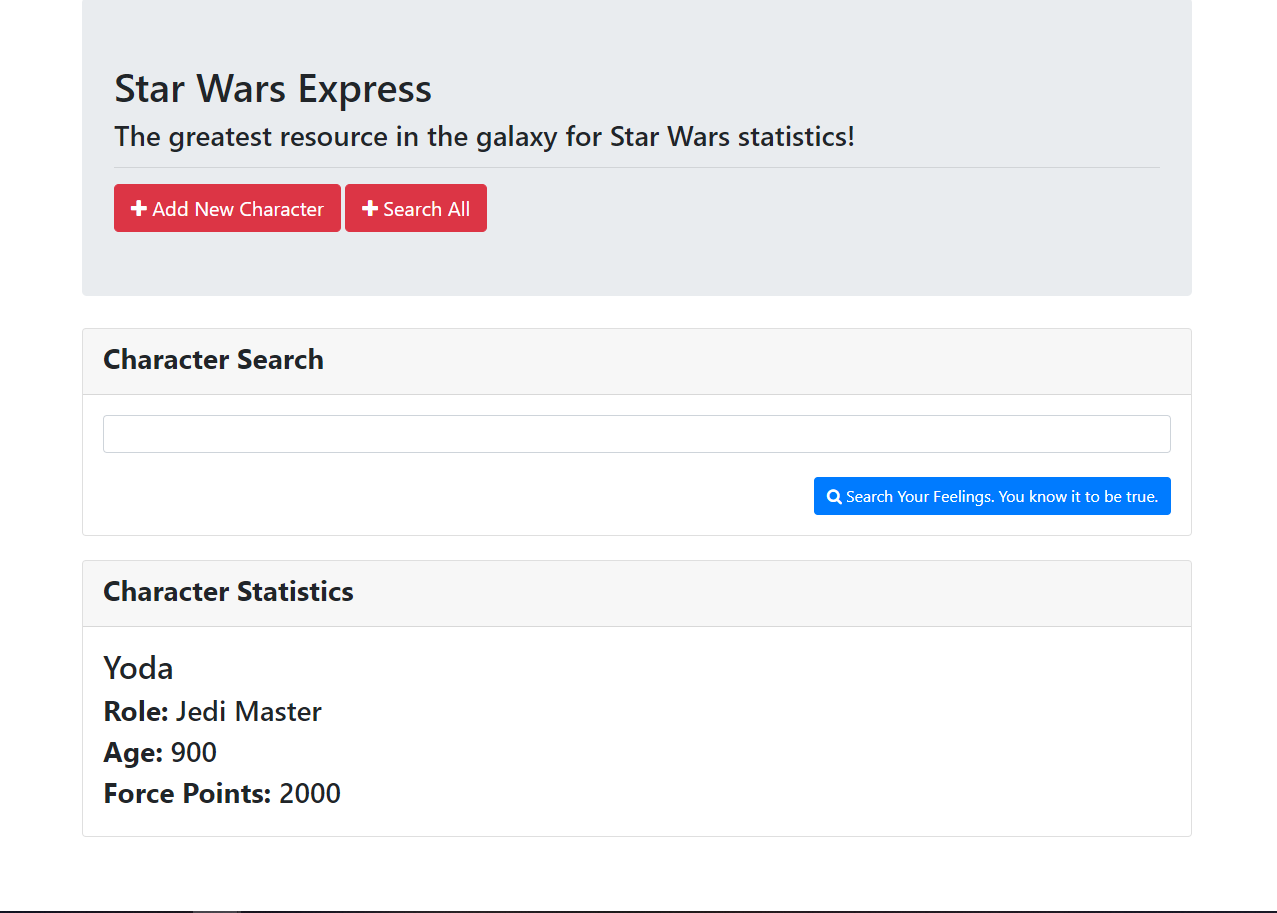 Star Wars Express
The greatest resource in the galaxy for Star Wars statistics!
Add New Character Search All
Character Search
Search Your Feelings. You know it to be true.
Character Statistics
Yoda
Role: Jedi Master
Age: 900
Force Points: 2000